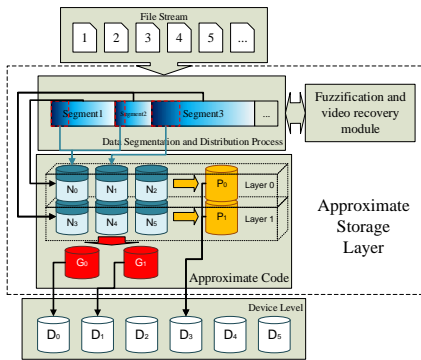 File Stream
1 2 3 4 5 ...
Segment1 Segment2 Segment3 ...
Data Segmentation and Distribution Process
Fuzzification and
video recovery
module
N0 N1 N2 P0 Layer 0
N3 N4 N5 P1 Layer 1
G0 G1
Approximate Code
Approximate
Storage
Layer
Device Level
D0 D1 D2 D3 D4 D5